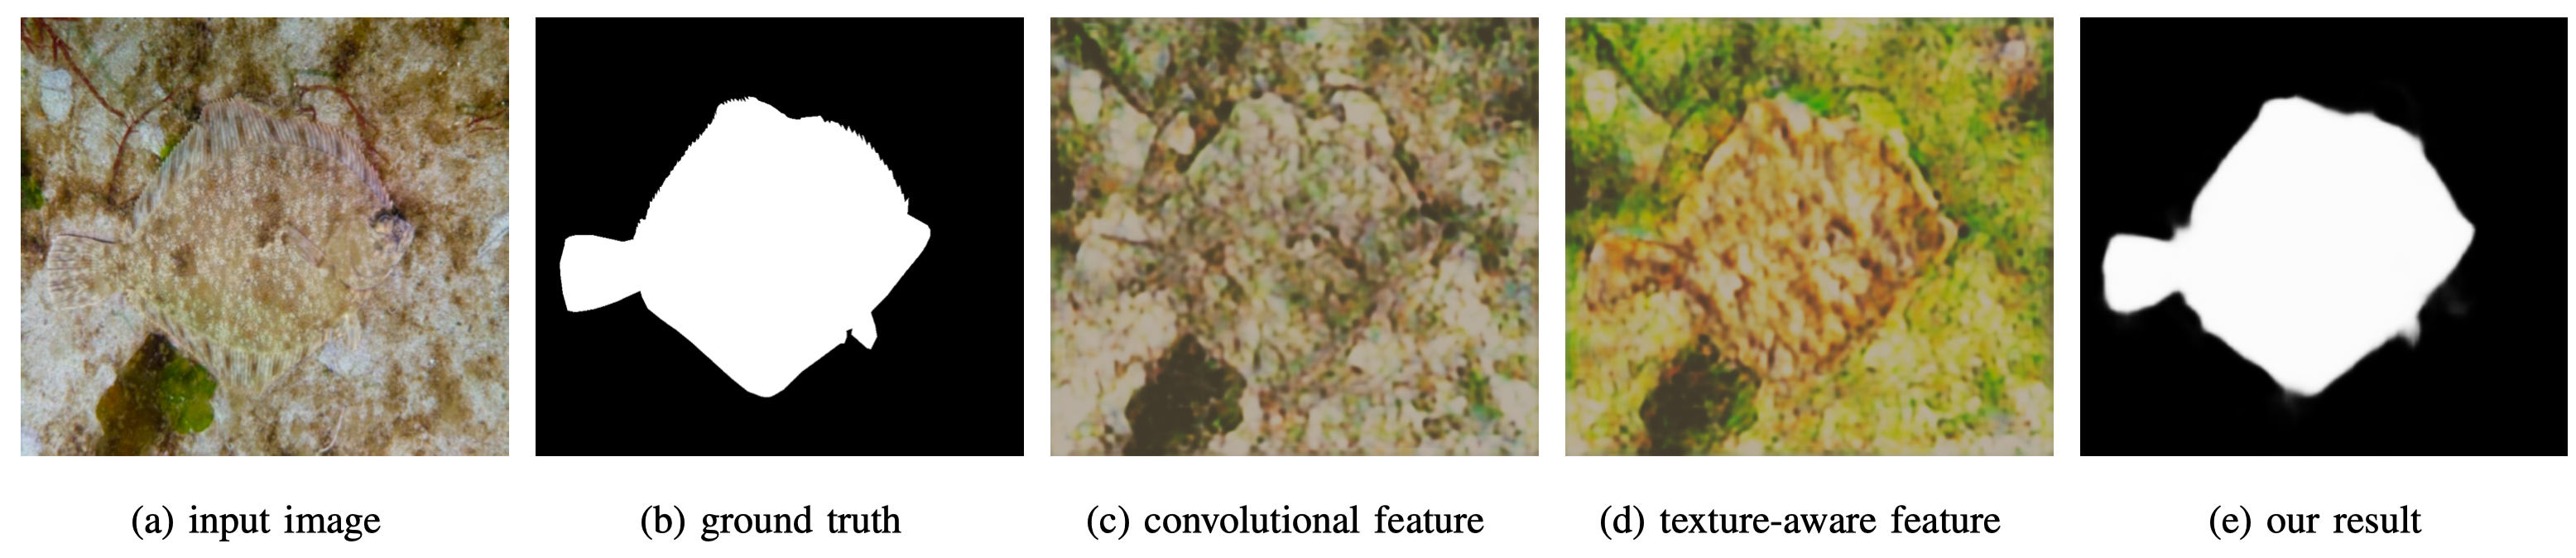 (a) input image
(b) ground truth
(c) convolutional feature
(d) texture-aware feature
(e) our result